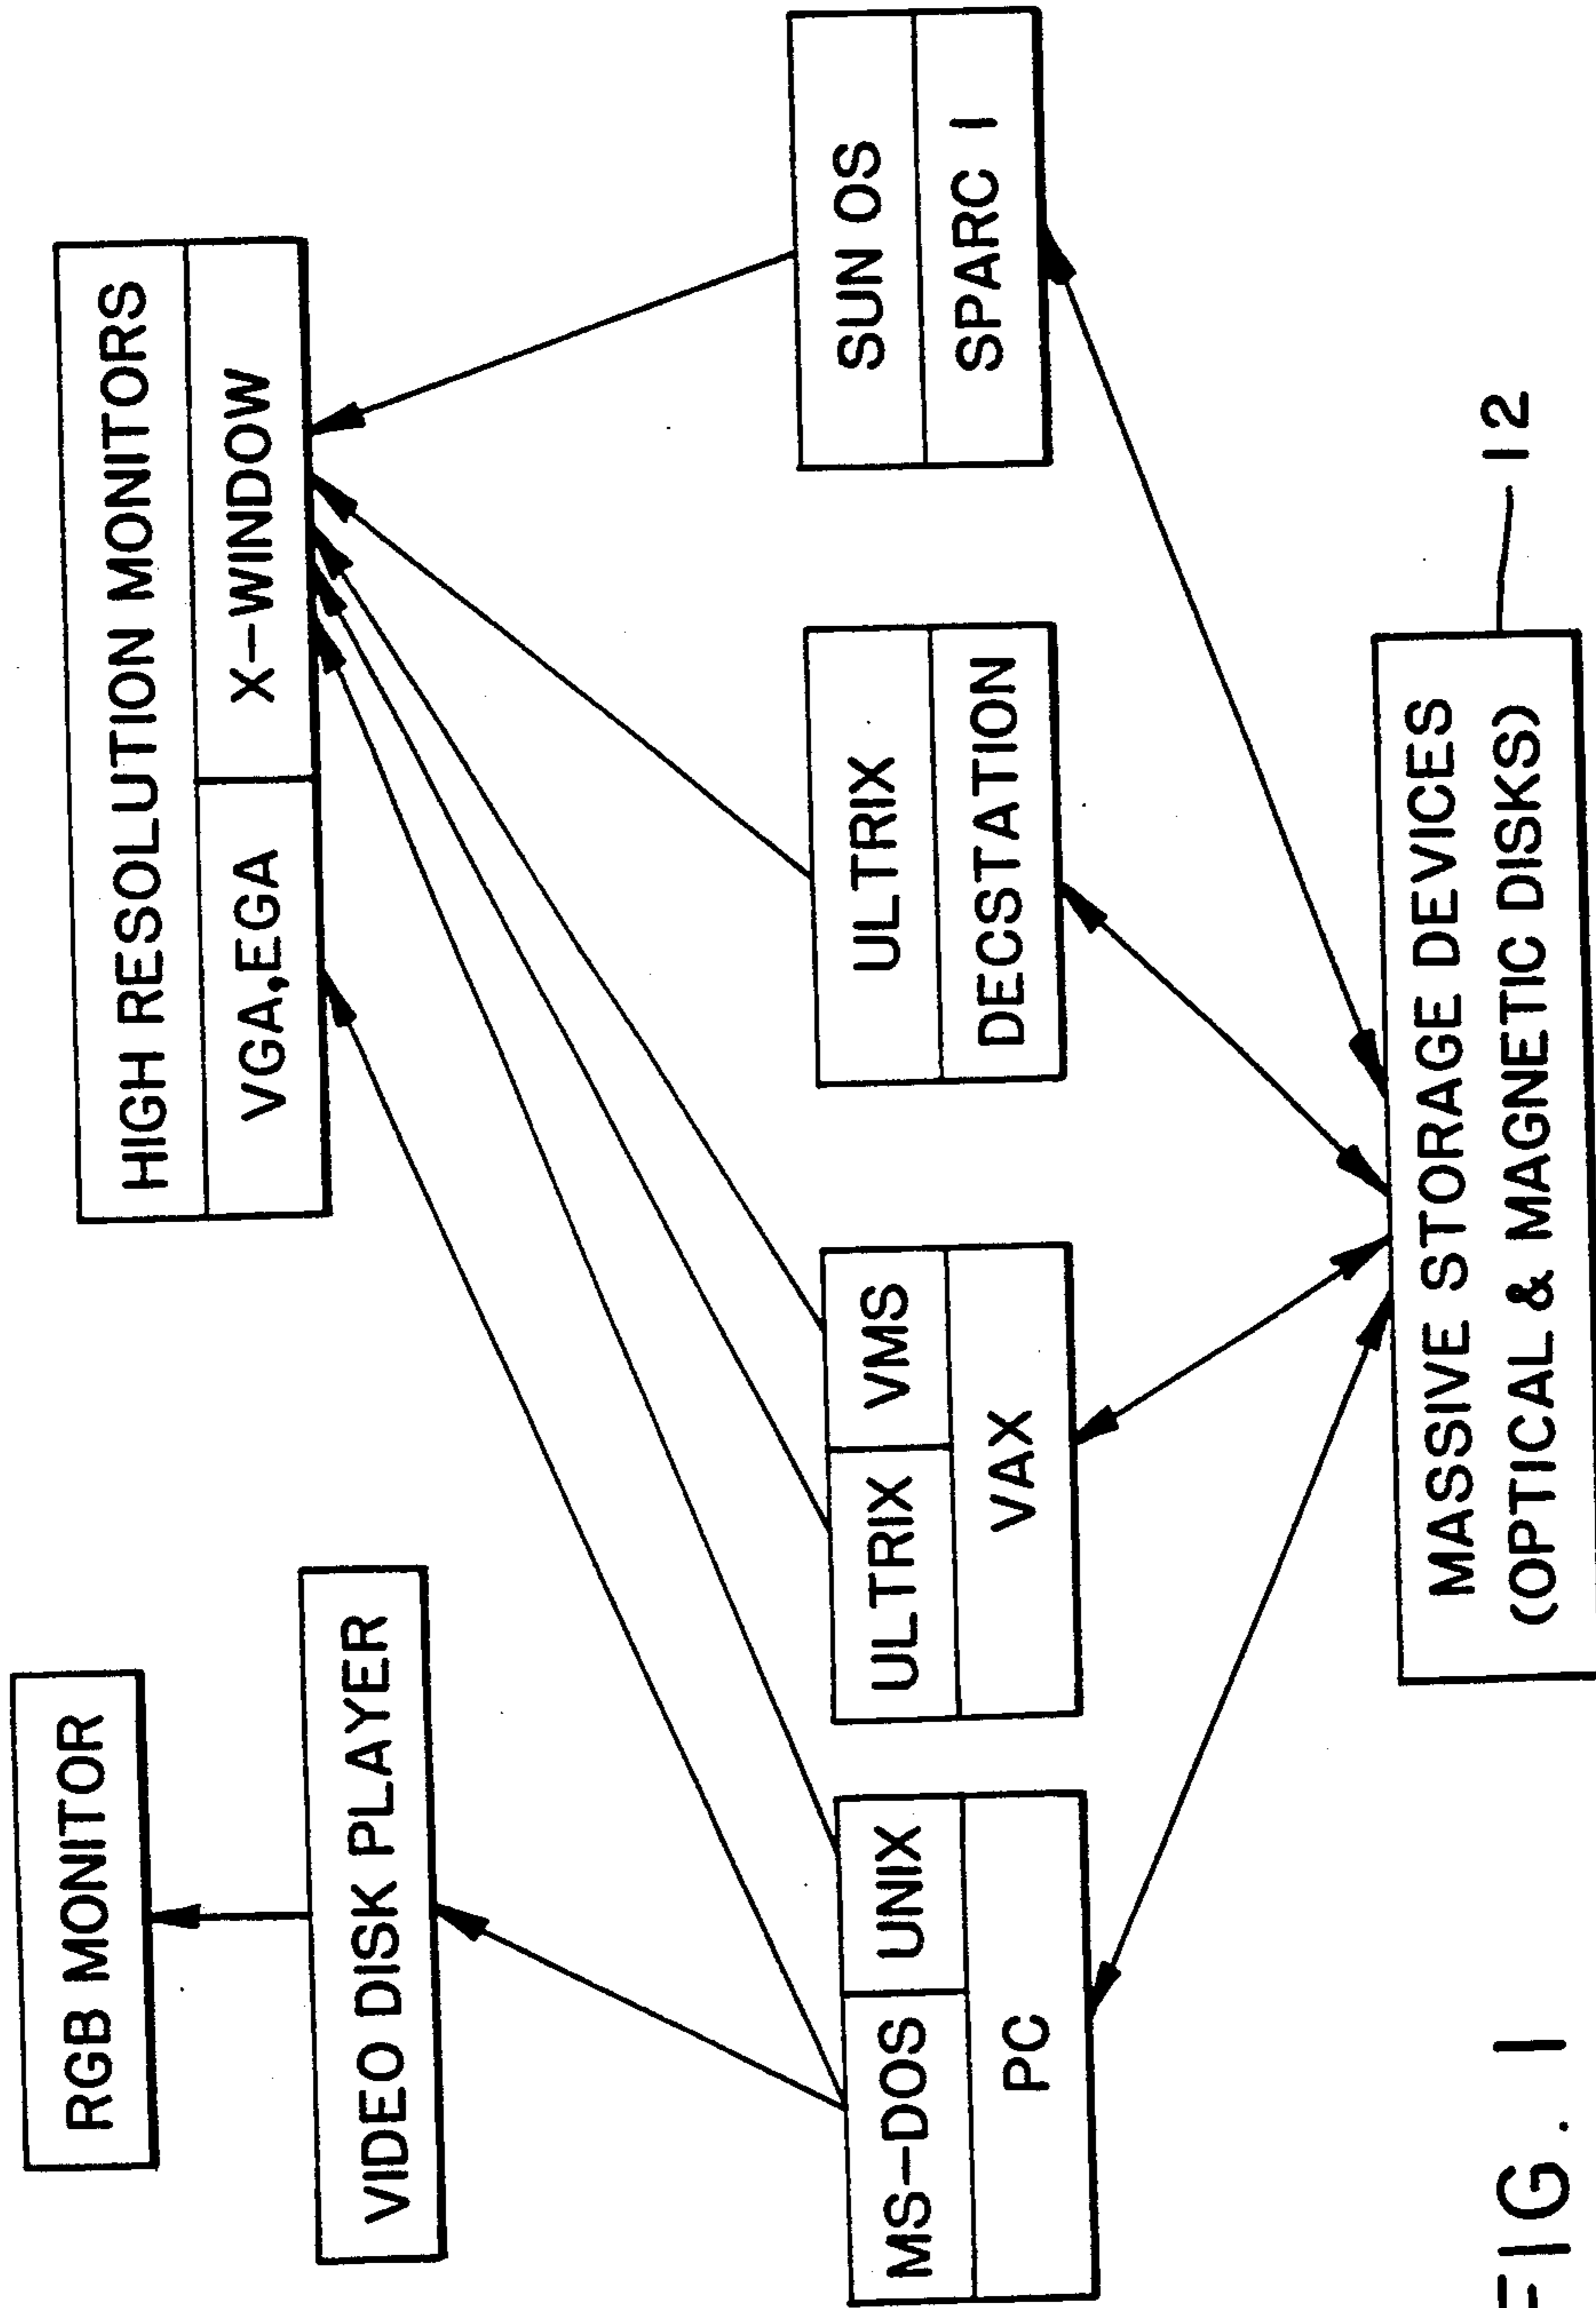 RGB MONITOR
HIGH RESOLUTION MONITORS
VGA,EGA
X-WINDOW
VIDEO DISK PLAYER
MS-DOS
UNIX
PC
ULTRIX
VMS
VAX
ULTRIX
DECSTATION
SUN OS
SPARC 1
MASSIVE STORAGE DEVICES
(OPTICAL & MAGNETIC DISKS)
12
FIG. 1